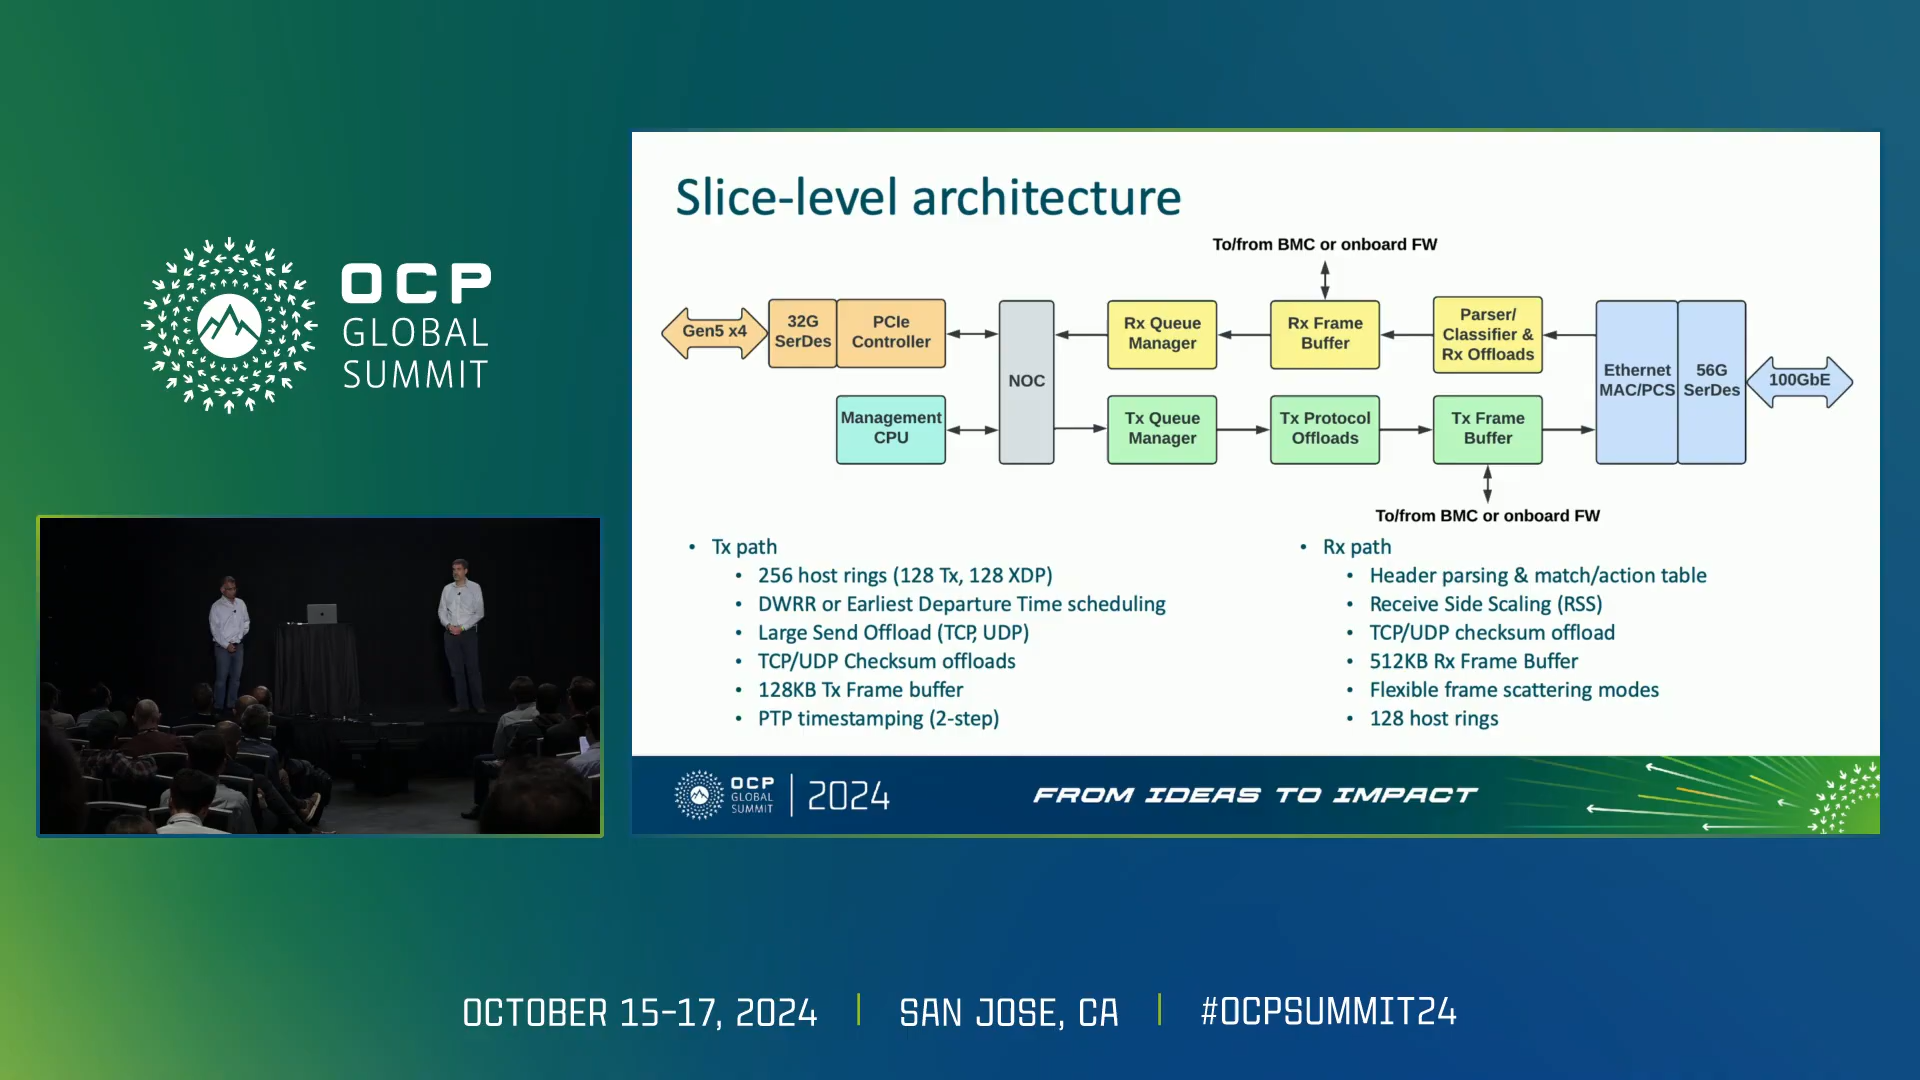 OCP
GLOBAL
SUMMIT
Slice-level architecture
To/from BMC or onboard FW
Gen5 x4
32G
SerDes
PCIe
Controller
NOC
Rx Queue
Manager
Rx Frame
Buffer
Parser/
Classifier &
Rx Offloads
Ethernet
MAC/PCS
56G
SerDes
100GbE
Management
CPU
Tx Queue
Manager
Tx Protocol
Offloads
Tx Frame
Buffer
To/from BMC or onboard FW
• Tx path
• 256 host rings (128 Tx, 128 XDP)
• DWRR or Earliest Departure Time scheduling
• Large Send Offload (TCP, UDP)
• TCP/UDP Checksum offloads
• 128KB Tx Frame buffer
• PTP timestamping (2-step)
• Rx path
• Header parsing & match/action table
• Receive Side Scaling (RSS)
• TCP/UDP checksum offload
• 512KB Rx Frame Buffer
• Flexible frame scattering modes
• 128 host rings
OCP
GLOBAL
SUMMIT
2024
FROM IDEAS TO IMPACT
OCTOBER 15-17, 2024 | SAN JOSE, CA | #OCPSUMMIT24